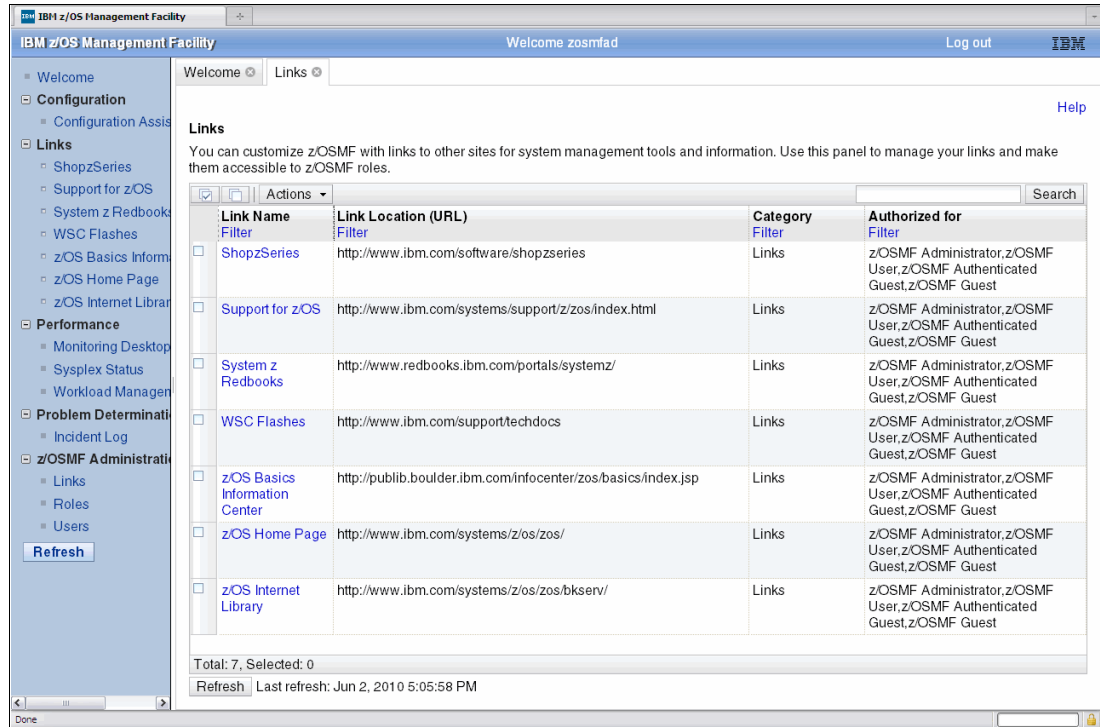 IBM z/OS Management Facility
IBM z/OS Management Facility
Welcome zosmfad
Log out
IBM
Welcome
Configuration
Configuration Assis
Links
ShopzSeries
Support for z/OS
System z Redbooks
WSC Flashes
z/OS Basics Inform
z/OS Home Page
z/OS Internet Librar
Performance
Monitoring Desktop
Sysplex Status
Workload Managen
Problem Determinati
Incident Log
z/OSMF Administrati
Links
Roles
Users
Refresh
Welcome
Links
Help
Links
You can customize z/OSMF with links to other sites for system management tools and information. Use this panel to manage your links and make
them accessible to z/OSMF roles.
Actions
Search
Link Name
Link Location (URL)
Category
Authorized for
Filter
Filter
Filter
Filter
ShopzSeries
http://www.ibm.com/software/shopzseries
Links
z/OSMF Administrator,z/OSMF
User,z/OSMF Authenticated
Guest,z/OSMF Guest
Support for z/OS
http://www.ibm.com/systems/support/z/zos/index.html
Links
z/OSMF Administrator,z/OSMF
User,z/OSMF Authenticated
Guest,z/OSMF Guest
System z
Redbooks
http://www.redbooks.ibm.com/portals/systemz/
Links
z/OSMF Administrator,z/OSMF
User,z/OSMF Authenticated
Guest,z/OSMF Guest
WSC Flashes
http://www.ibm.com/support/techdocs
Links
z/OSMF Administrator,z/OSMF
User,z/OSMF Authenticated
Guest,z/OSMF Guest
z/OS Basics
Information
Center
http://publib.boulder.ibm.com/infocenter/zos/basics/index.jsp
Links
z/OSMF Administrator,z/OSMF
User,z/OSMF Authenticated
Guest,z/OSMF Guest
z/OS Home Page
http://www.ibm.com/systems/z/os/zos/
Links
z/OSMF Administrator,z/OSMF
User,z/OSMF Authenticated
Guest,z/OSMF Guest
z/OS Internet
Library
http://www.ibm.com/systems/z/os/zos/bkserv/
Links
z/OSMF Administrator,z/OSMF
User,z/OSMF Authenticated
Guest,z/OSMF Guest
Total: 7, Selected: 0
Refresh
Last refresh: Jun 2, 2010 5:05:58 PM
Done